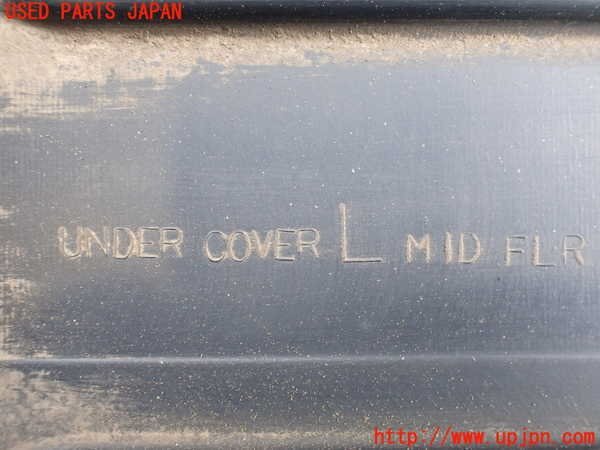 USED PARTS JAPAN
UNDER COVER L MID FLR
http://www.upjpn.com